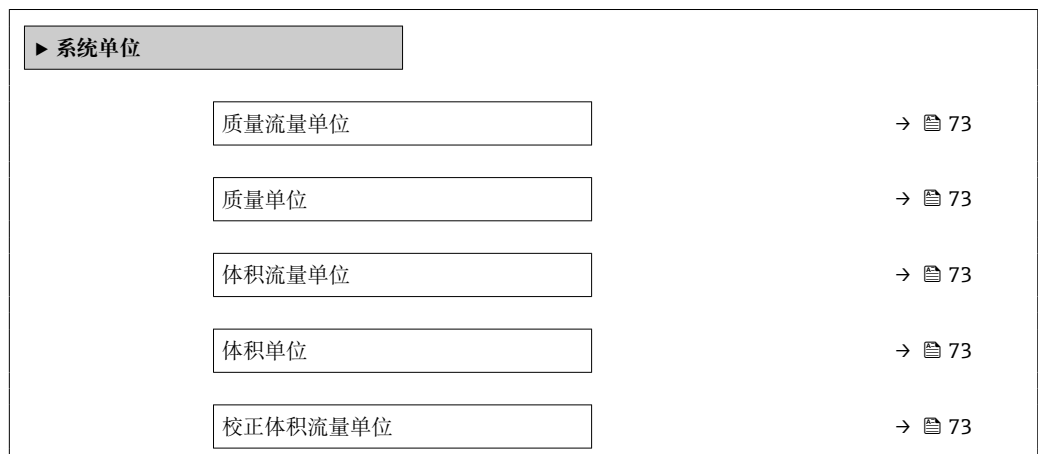 ▶ 系统单位
质量流量单位 → 🖹 73
质量单位 → 🖹 73
体积流量单位 → 🖹 73
体积单位 → 🖹 73
校正体积流量单位 → 🖹 73